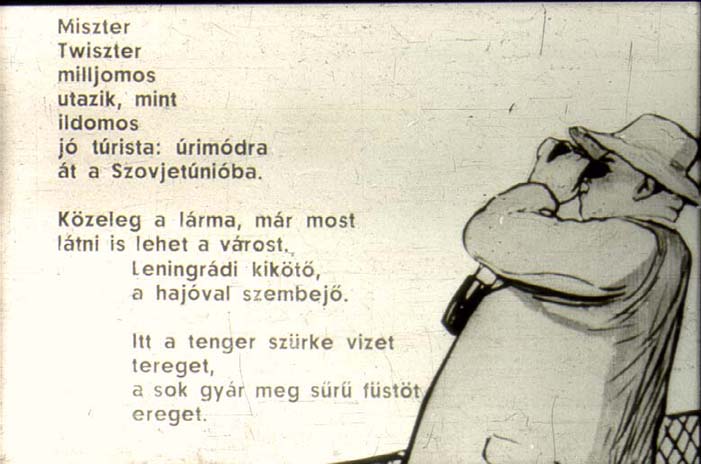 Miszter
Twiszter
milljomos
utazik, mint
ildomos
jó túrista: úrimódra
át a Szovjetúnióba.
Közeleg a lárma, már most
látni is lehet a várost.
Leningrádi kikötő,
a hajóval szembejő.
Itt a tenger szürke vizet
tereget,
a sok gyár meg sűrű füstöt
ereget.